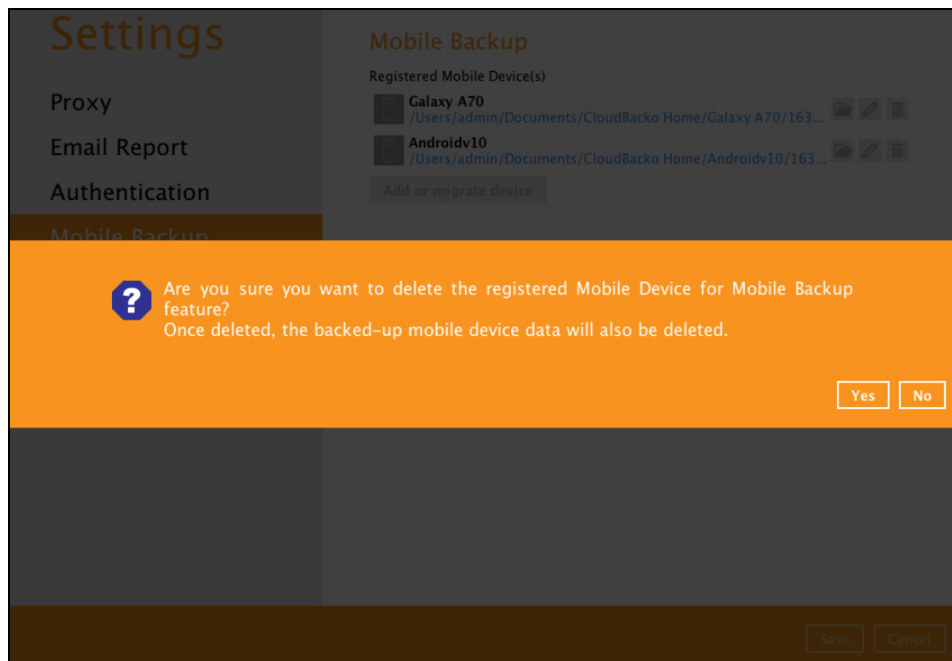 Settings
Proxy
Email Report
Authentication
Mobile Backup
Mobile Backup
Registered Mobile Device(s)
Galaxy A70
/Users/admin/Documents/CloudBacko Home/Galaxy A70/163...
Androidv10
/Users/admin/Documents/CloudBacko Home/Androidv10/163...
Add or migrate device
?
Are you sure you want to delete the registered Mobile Device for Mobile Backup
feature?
Once deleted, the backed-up mobile device data will also be deleted.
Yes
No
Save
Cancel